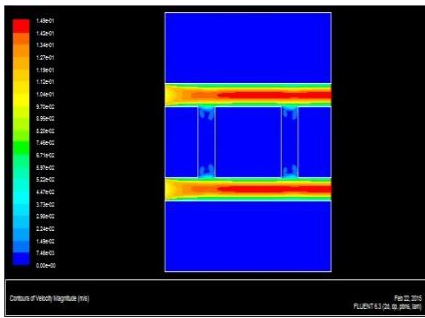 1.49e-01
1.42e-01
1.34e-01
1.27e-01
1.19e-01
1.12e-01
1.04e-01
9.70e-02
8.95e-02
8.20e-02
7.46e-02
6.71e-02
5.97e-02
5.22e-02
4.47e-02
3.73e-02
2.98e-02
2.24e-02
1.49e-02
7.46e-03
0.00e+00
Contours of Velocity Magnitude (m/s)
Feb 22, 2015
FLUENT 6.3 (2d, dp, pbns, lam)